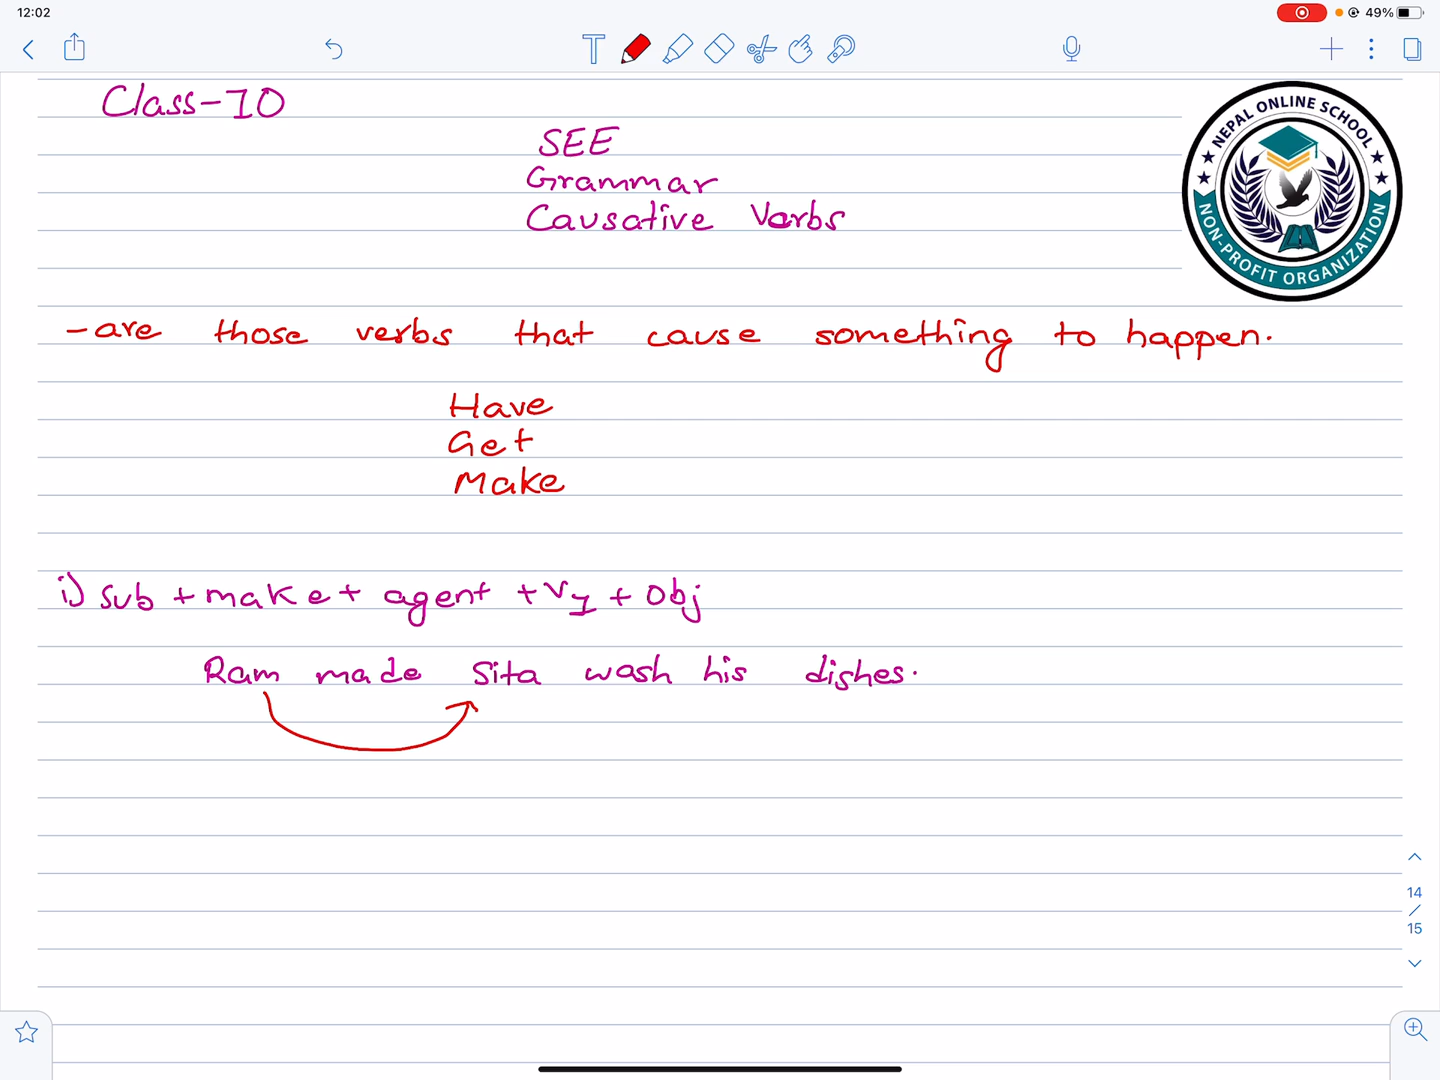 12:02
49%
Class-10
SEE
Grammar
Causative Verbs
NEPAL ONLINE SCHOOL
NON-PROFIT ORGANIZATION
- are those verbs that cause something to happen.
Have
Get
Make
i) sub + make + agent + V1 + obj
Ram made Sita wash his dishes.
14
/
15